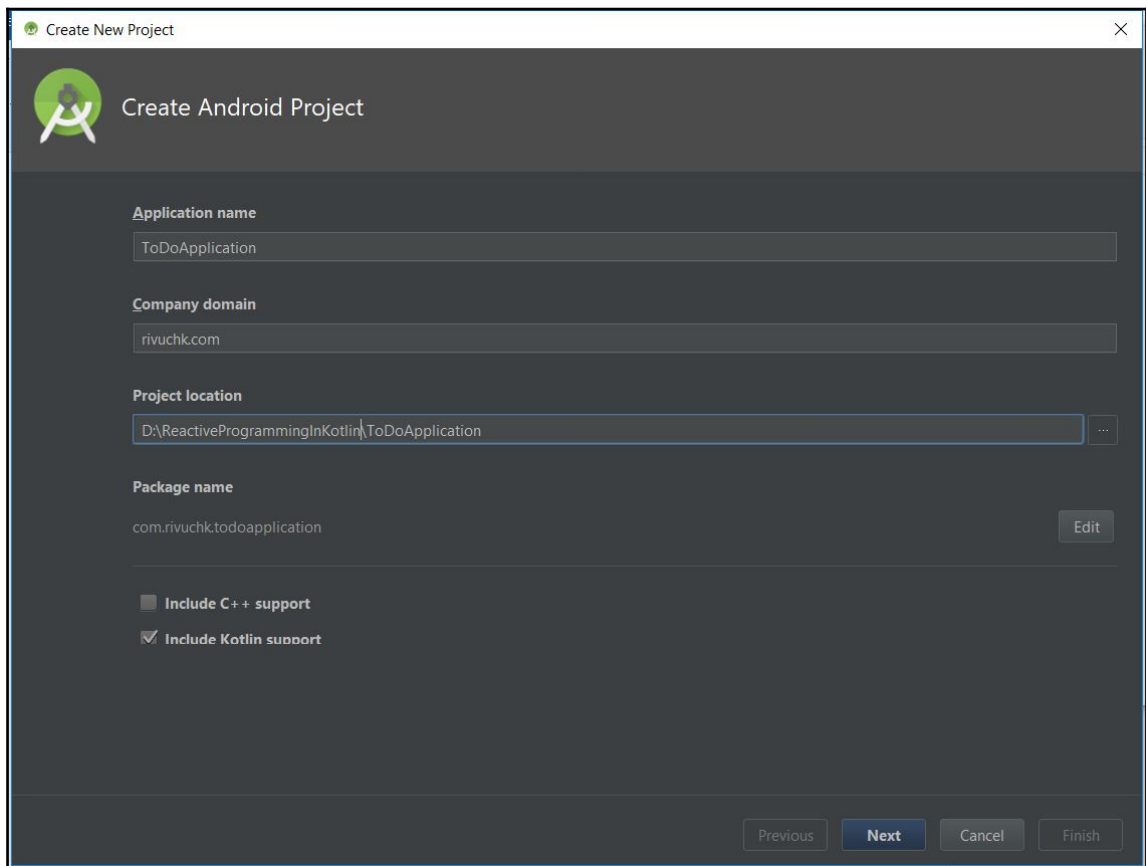 Create New Project
Create Android Project
Application name
ToDoApplication
Company domain
rivuchk.com
Project location
D:\ReactiveProgrammingInKotlin\ToDoApplication
...
Package name
com.rivuchk.todoapplication
Edit
Include C++ support
Include Kotlin support
Previous Next Cancel Finish